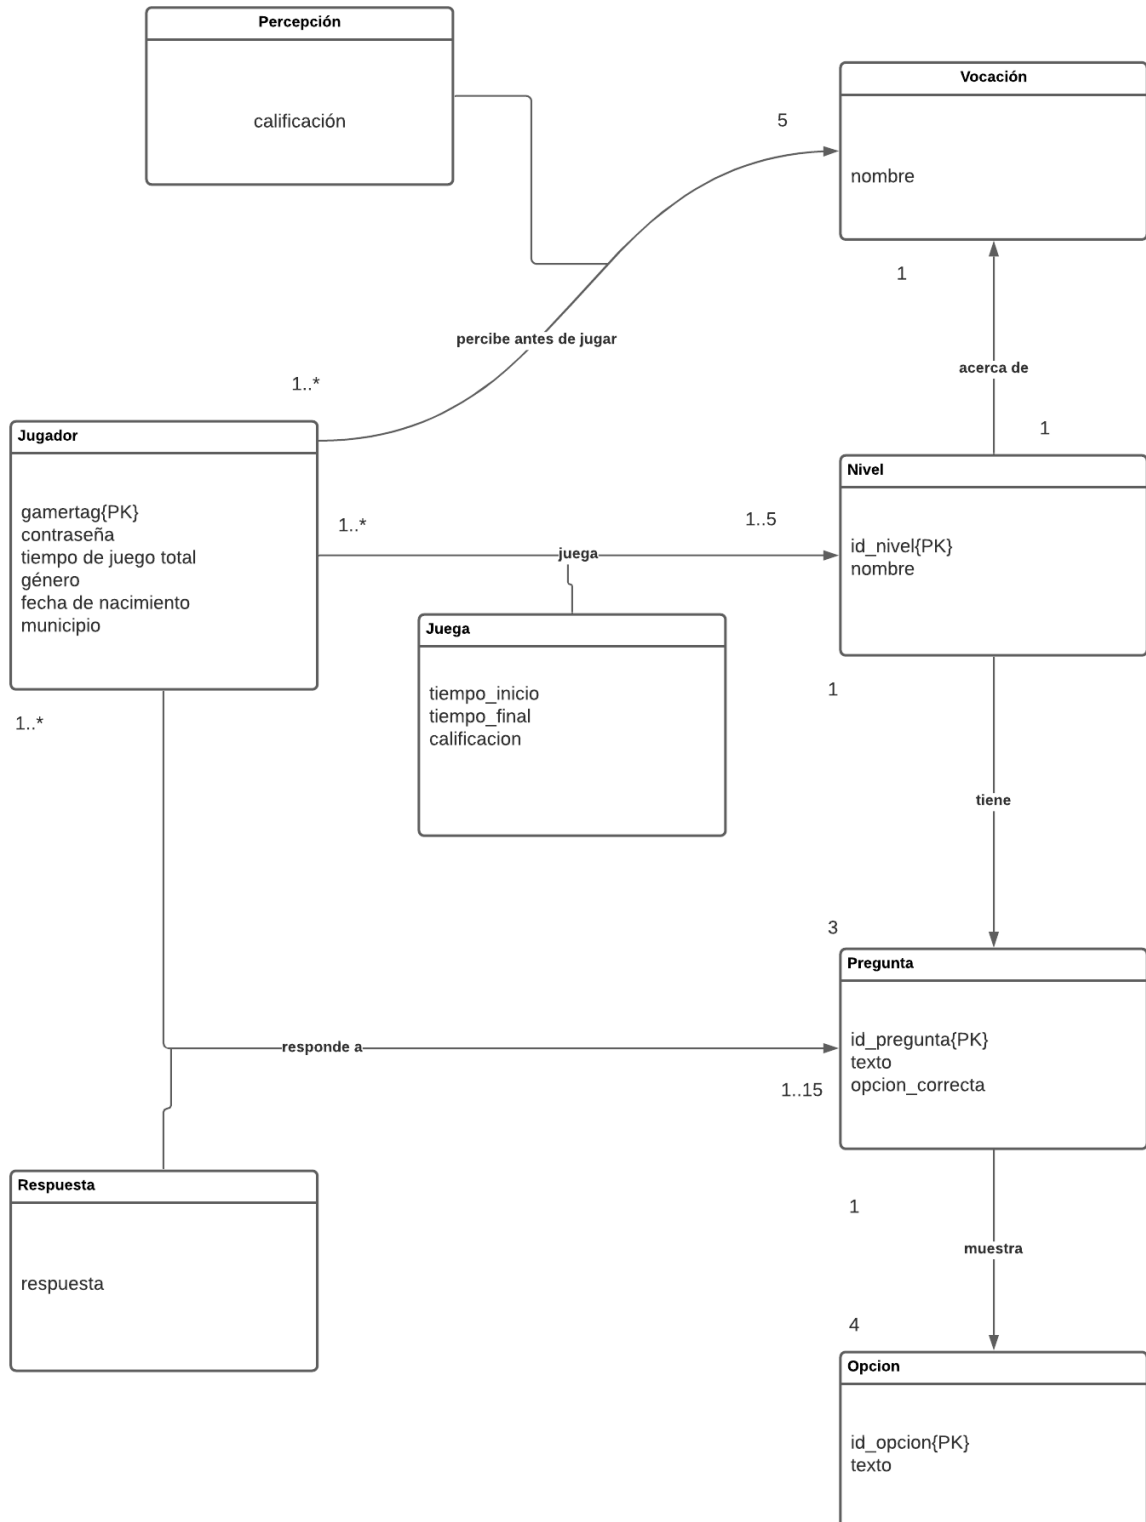 Percepción
calificación
Vocación
nombre
5
1
percibe antes de jugar
1..*
acerca de
1
Jugador
gamertag{PK}
contraseña
tiempo de juego total
género
fecha de nacimiento
municipio
1..*
juega
1..5
Nivel
id_nivel{PK}
nombre
Juega
tiempo_inicio
tiempo_final
calificacion
1
1..*
tiene
3
responde a
1..15
Pregunta
id_pregunta{PK}
texto
opcion_correcta
Respuesta
respuesta
1
muestra
4
Opcion
id_opcion{PK}
texto